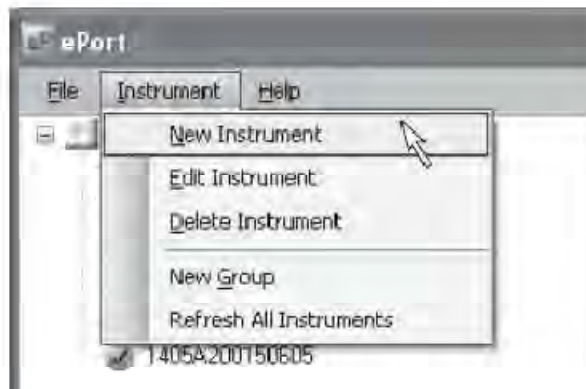 ePort
File Instrument Help
New Instrument
Edit Instrument
Delete Instrument
New Group
Refresh All Instruments
1405A200150605